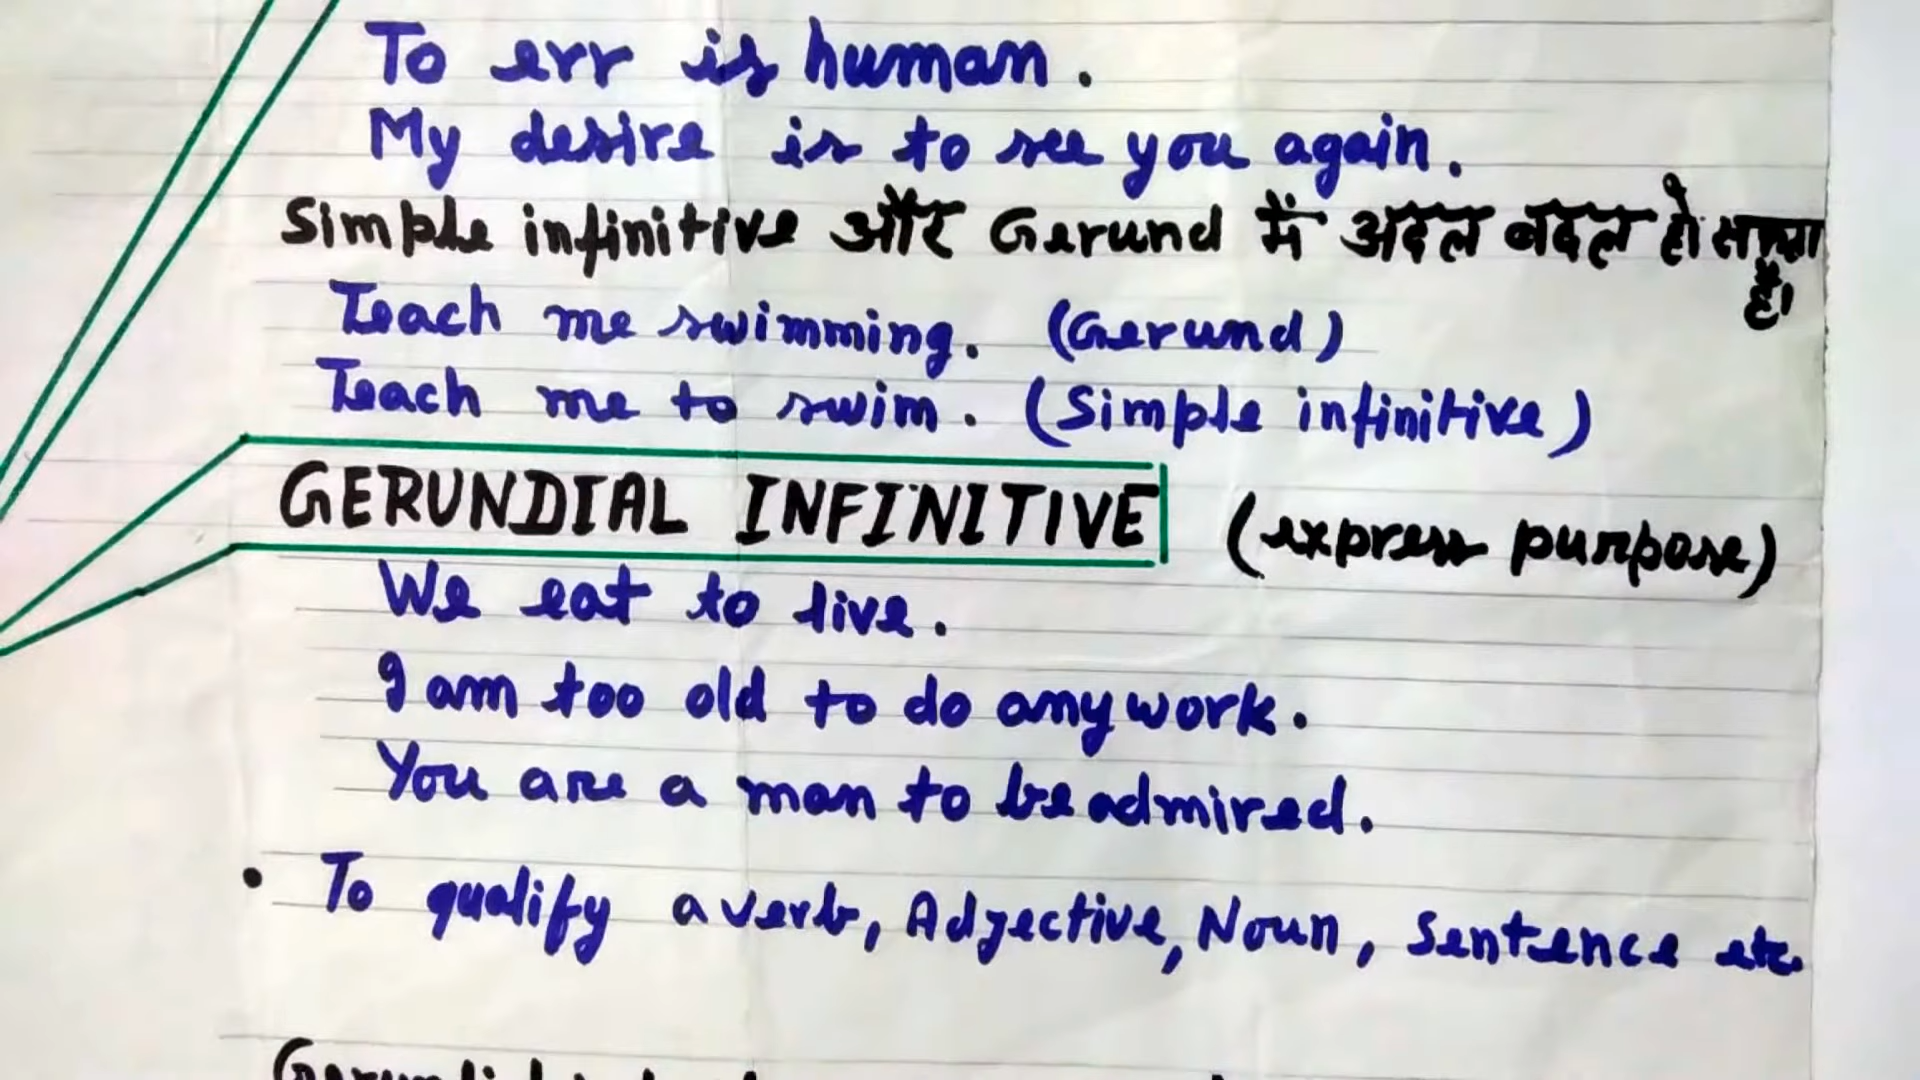 To err is human.
My desire is to see you again.
Simple infinitive और Gerund में अदल बदल हो सकता है।
Teach me swimming. (Gerund)
Teach me to swim. (Simple infinitive)
GERUNDIAL INFINITIVE (express purpose)
We eat to live.
I am too old to do any work.
You are a man to be admired.
• To qualify a verb, Adjective, Noun, Sentence etc.